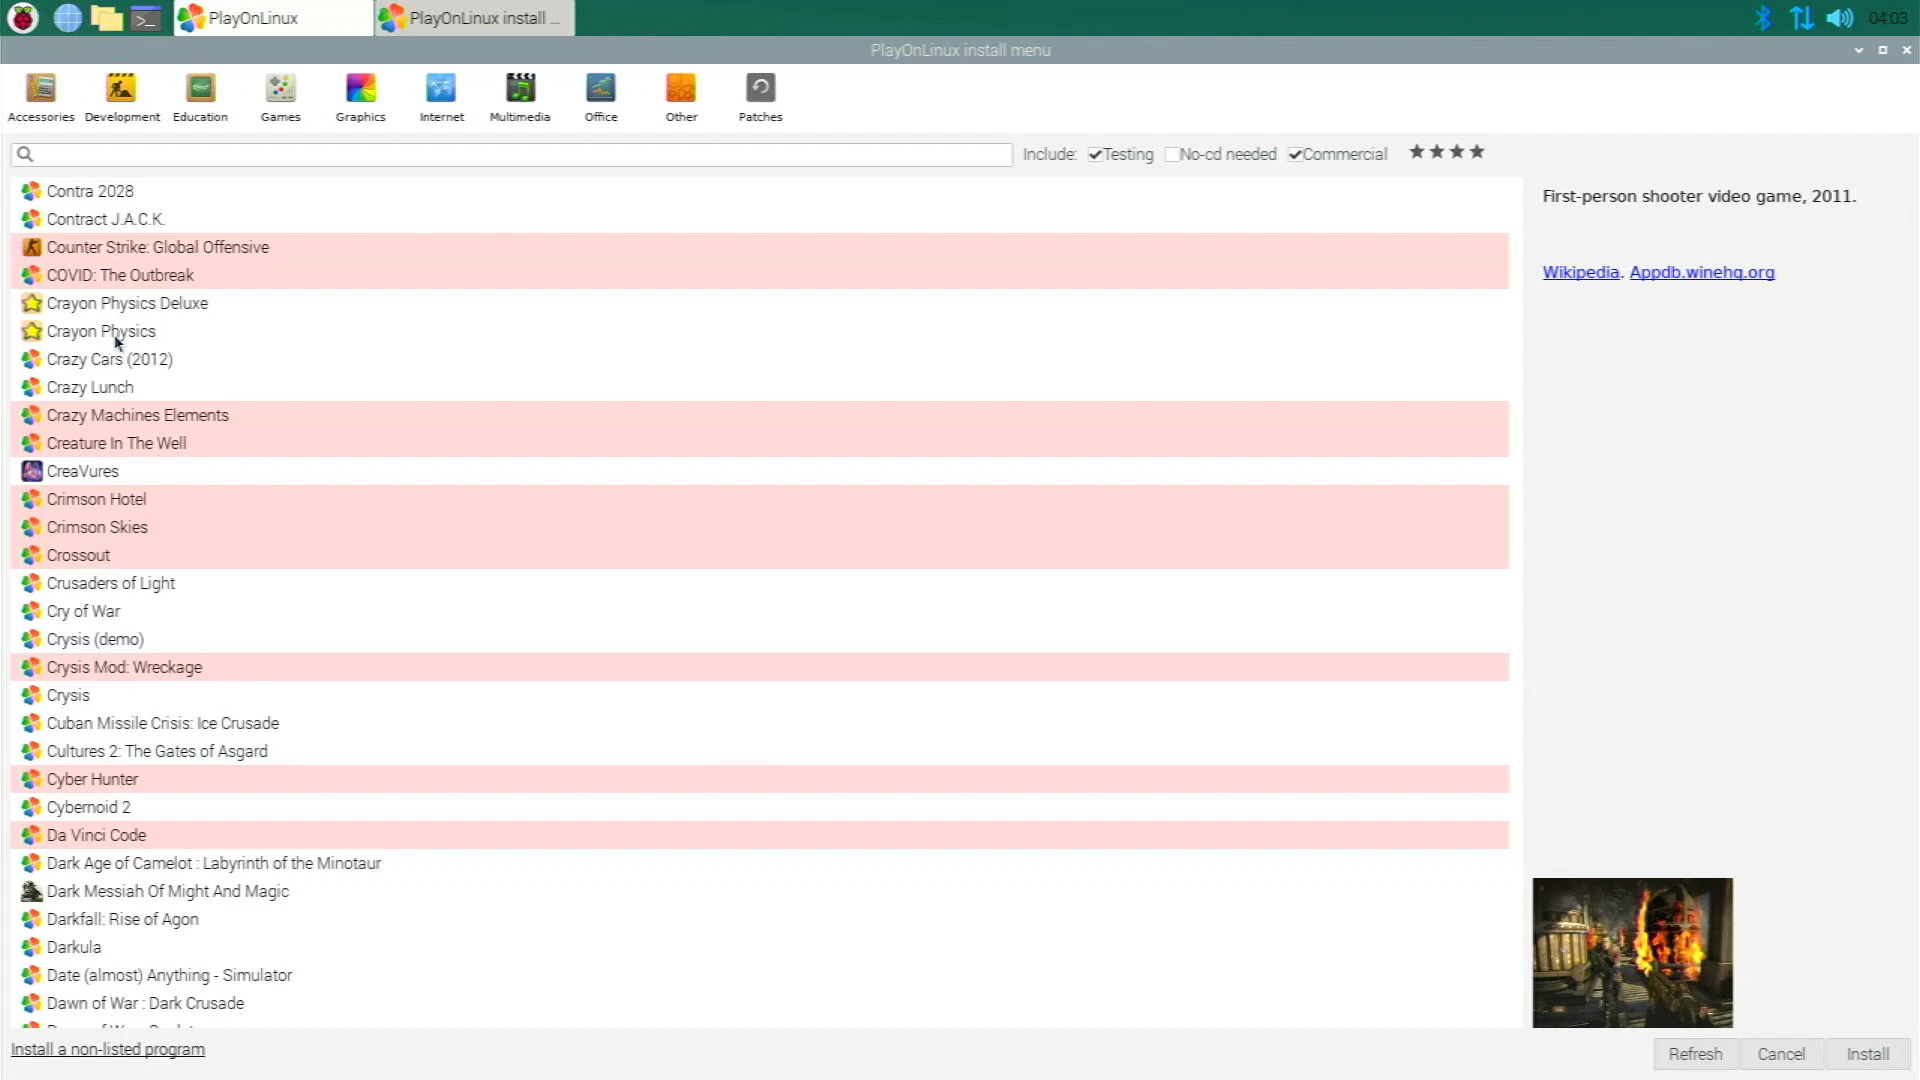 PlayOnLinux
PlayOnLinux install ...
04:03
PlayOnLinux install menu
Accessories
Development
Education
Games
Graphics
Internet
Multimedia
Office
Other
Patches
Include:
Testing
No-cd needed
Commercial
Contra 2028
Contract J.A.C.K.
Counter Strike: Global Offensive
COVID: The Outbreak
Crayon Physics Deluxe
Crayon Physics
Crazy Cars (2012)
Crazy Lunch
Crazy Machines Elements
Creature In The Well
CreaVures
Crimson Hotel
Crimson Skies
Crossout
Crusaders of Light
Cry of War
Crysis (demo)
Crysis Mod: Wreckage
Crysis
Cuban Missile Crisis: Ice Crusade
Cultures 2: The Gates of Asgard
Cyber Hunter
Cybernoid 2
Da Vinci Code
Dark Age of Camelot : Labyrinth of the Minotaur
Dark Messiah Of Might And Magic
Darkfall: Rise of Agon
Darkula
Date (almost) Anything - Simulator
Dawn of War : Dark Crusade
First-person shooter video game, 2011.
Wikipedia. Appdb.winehq.org
Install a non-listed program
Refresh
Cancel
Install